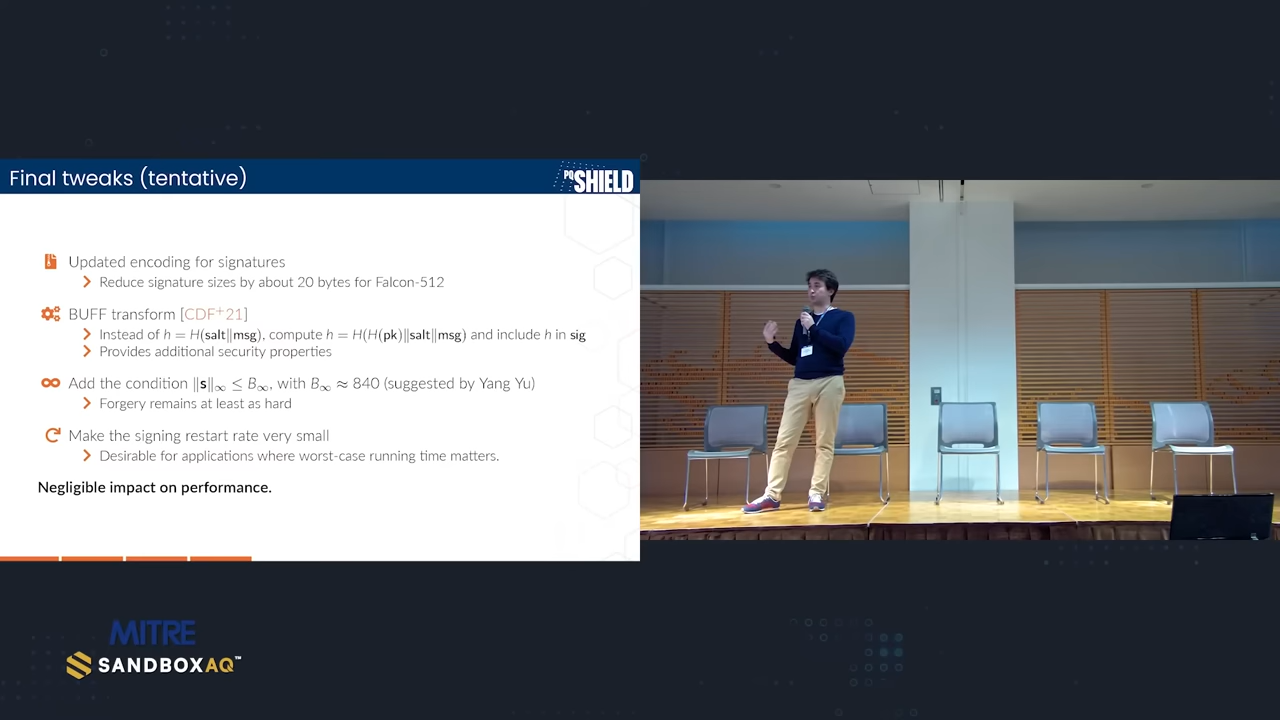 Final tweaks (tentative)
PQ SHIELD
Updated encoding for signatures
Reduce signature sizes by about 20 bytes for Falcon-512
BUFF transform [CDF⁺21]
Instead of h = H(salt‖msg), compute h = H(H(pk)‖salt‖msg) and include h in sig
Provides additional security properties
Add the condition ‖s‖∞ ≤ B∞, with B∞ ≈ 840 (suggested by Yang Yu)
Forgery remains at least as hard
Make the signing restart rate very small
Desirable for applications where worst-case running time matters.
Negligible impact on performance.
MITRE
SANDBOXAQ™